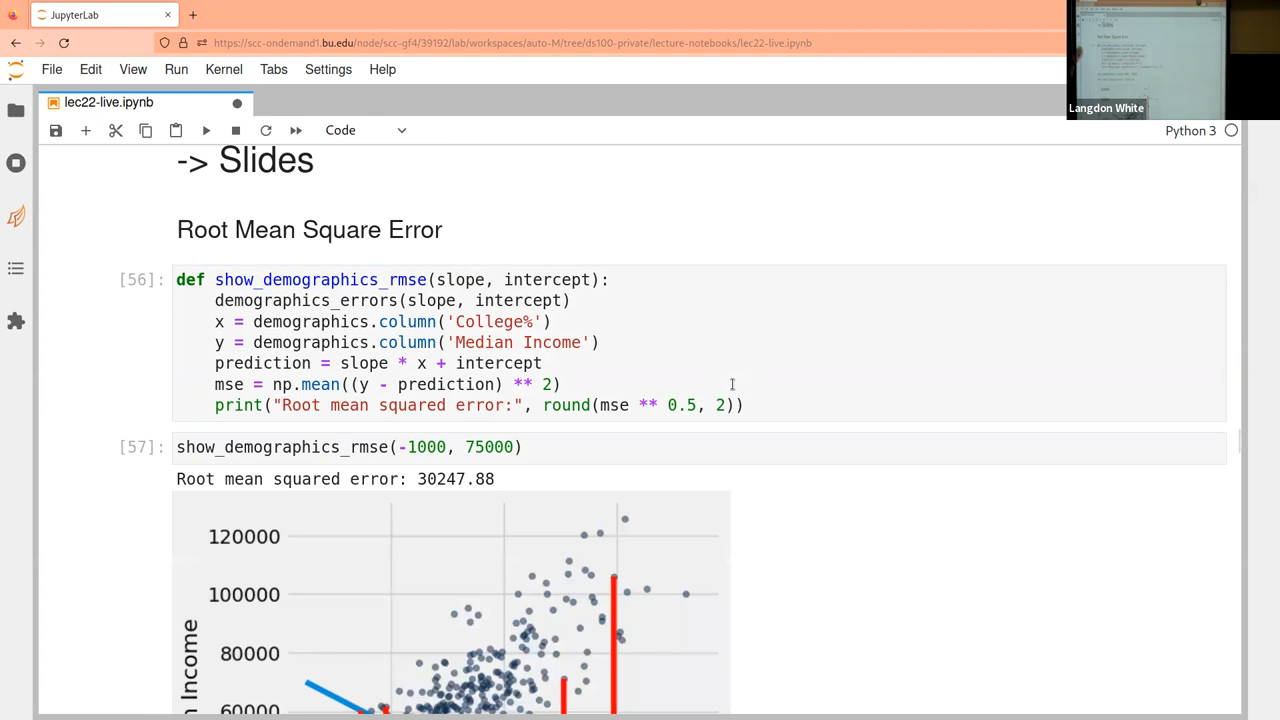 JupyterLab
https://scc-ondemand1.bu.edu/node/scc-gf4/39192/lab/workspaces/auto-M/tree/ds100-private/lecture-notebooks/lec22-live.ipynb
File Edit View Run Kernel Tabs Settings Help
Langdon White
lec22-live.ipynb
Code
Python 3
-> Slides
Root Mean Square Error
[56]: def show_demographics_rmse(slope, intercept):
demographics_errors(slope, intercept)
x = demographics.column('College%')
y = demographics.column('Median Income')
prediction = slope * x + intercept
mse = np.mean((y - prediction) ** 2)
print("Root mean squared error:", round(mse ** 0.5, 2))
[57]: show_demographics_rmse(-1000, 75000)
Root mean squared error: 30247.88
120000
100000
80000
60000
n Income